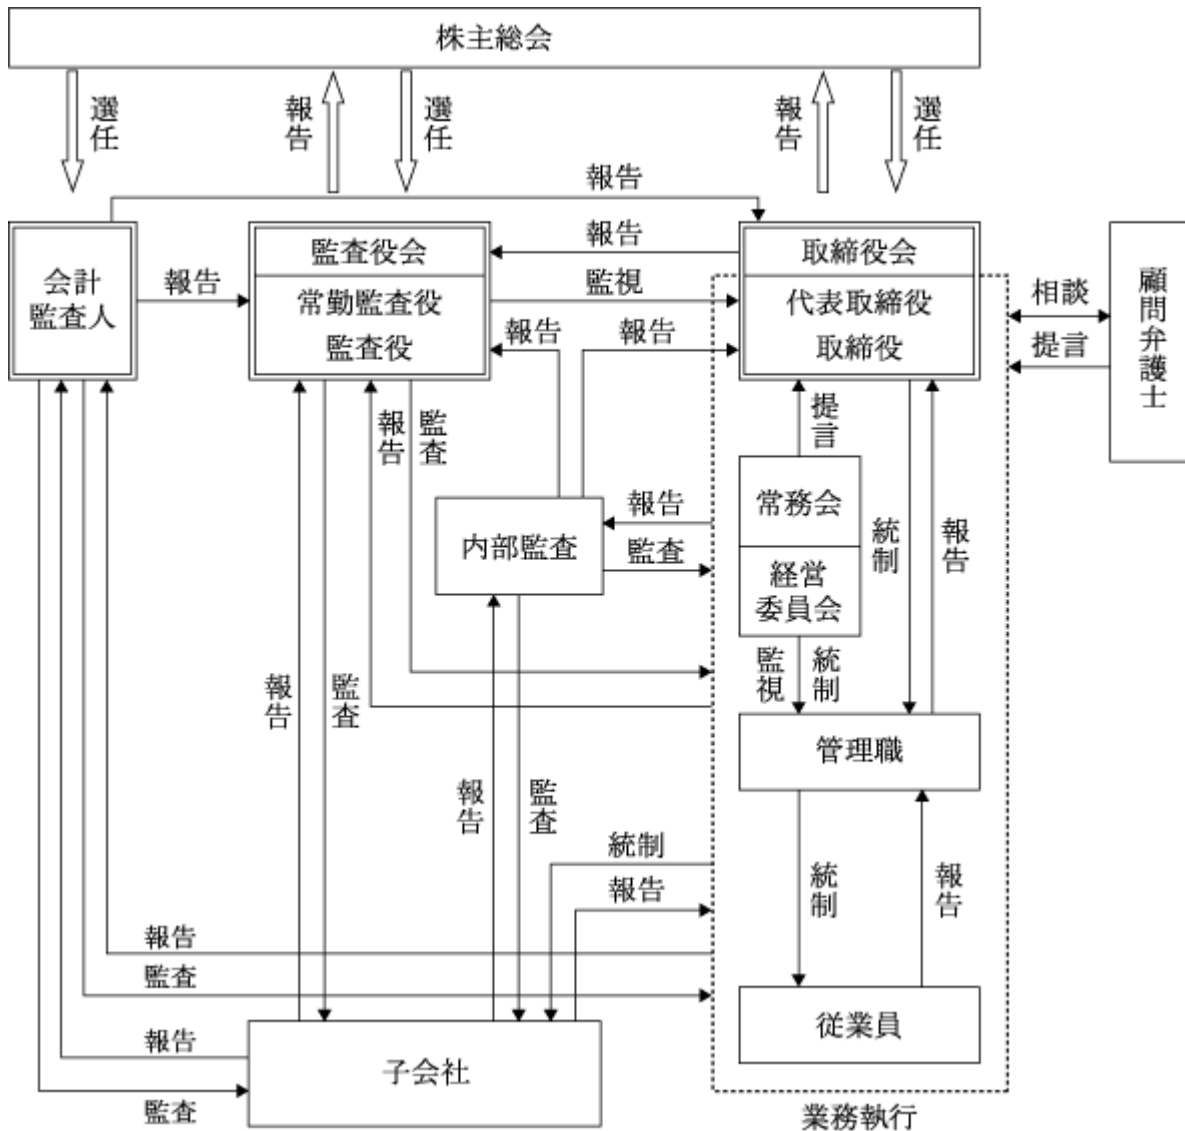 株主総会
選任
報告
選任
報告
選任
報告
会計
監査人
報告
監査役会
常勤監査役
監査役
報告
監視
報告
報告
取締役会
代表取締役
取締役
相談
提言
顧問弁護士
報告
監査
提言
常務会
経営
委員会
統制
報告
内部監査
報告
監査
監視
統制
報告
監査
管理職
報告
監査
統制
報告
統制
報告
報告
監査
従業員
報告
監査
子会社
業務執行